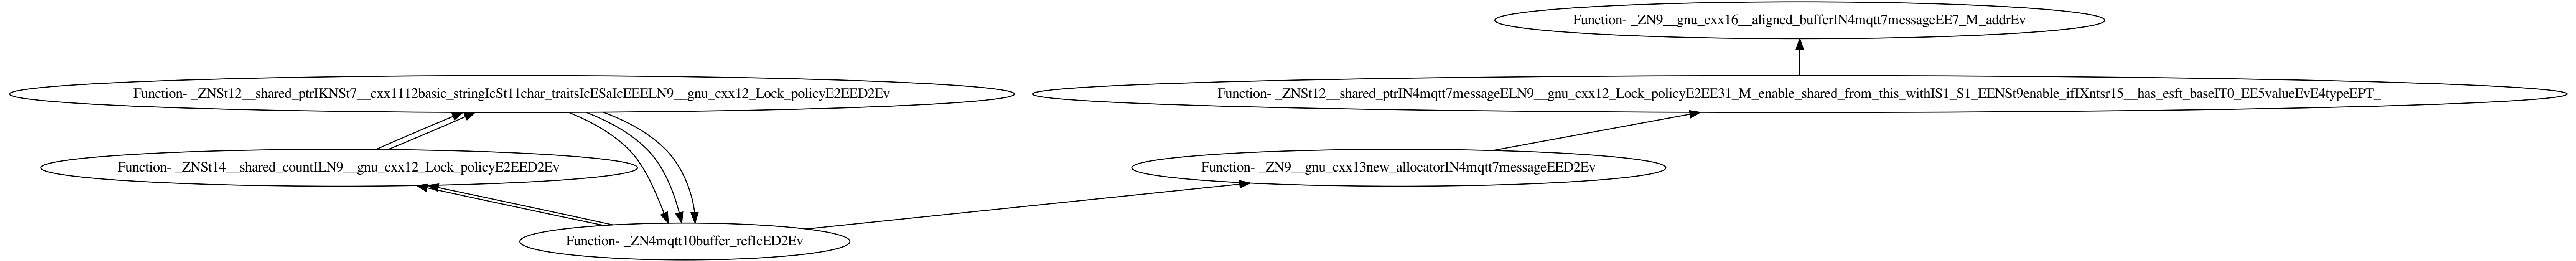 Function- _ZN9__gnu_cxx16__aligned_bufferIN4mqtt7messageEE7_M_addrEv
Function- _ZNSt12__shared_ptrIKNSt7__cxx1112basic_stringIcSt11char_traitsIcESaIcEEELN9__gnu_cxx12_Lock_policyE2EED2Ev
Function- _ZNSt12__shared_ptrIN4mqtt7messageELN9__gnu_cxx12_Lock_policyE2EE31_M_enable_shared_from_this_withIS1_S1_EENSt9enable_ifIXntsr15__has_esft_baseIT0_EE5valueEvE4typeEPT_
Function- _ZNSt14__shared_countILN9__gnu_cxx12_Lock_policyE2EED2Ev
Function- _ZN9__gnu_cxx13new_allocatorIN4mqtt7messageEED2Ev
Function- _ZN4mqtt10buffer_refIcED2Ev